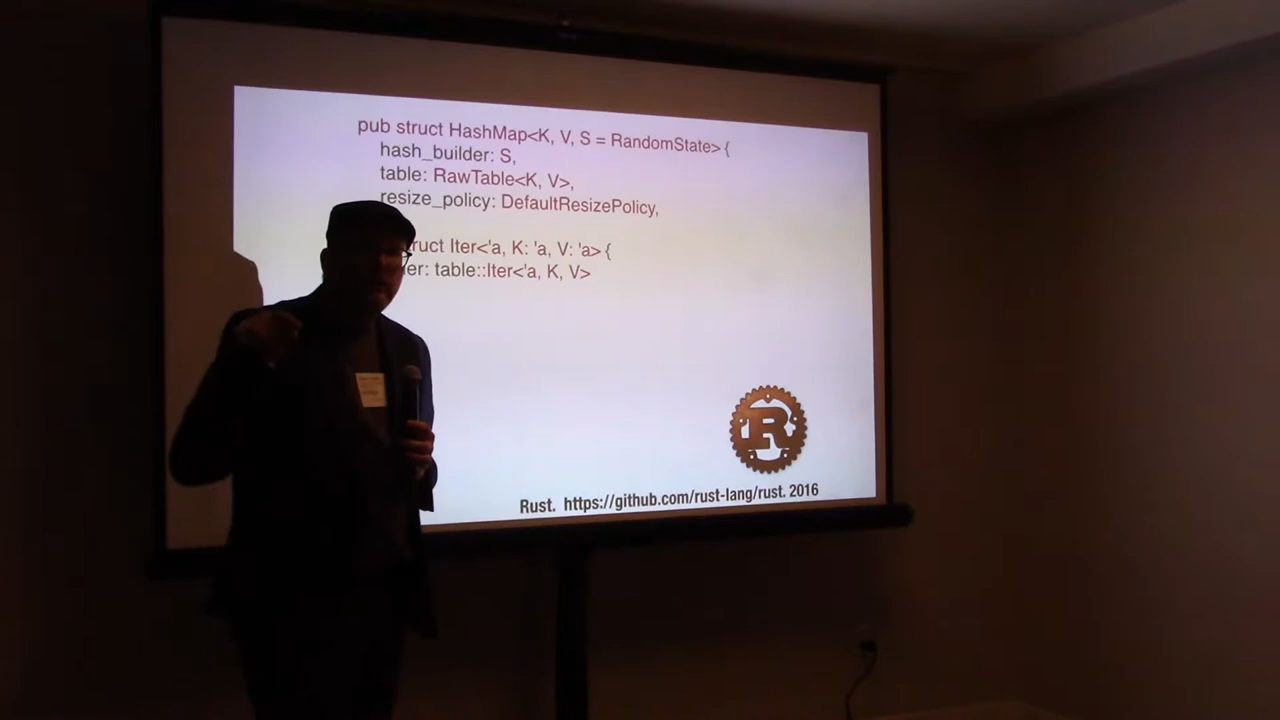 pub struct HashMap<K, V, S = RandomState> {
hash_builder: S,
table: RawTable<K, V>,
resize_policy: DefaultResizePolicy,
Iter<'a, K: 'a, V: 'a> {
table::Iter<'a, K, V>
R
Rust. https://github.com/rust-lang/rust. 2016